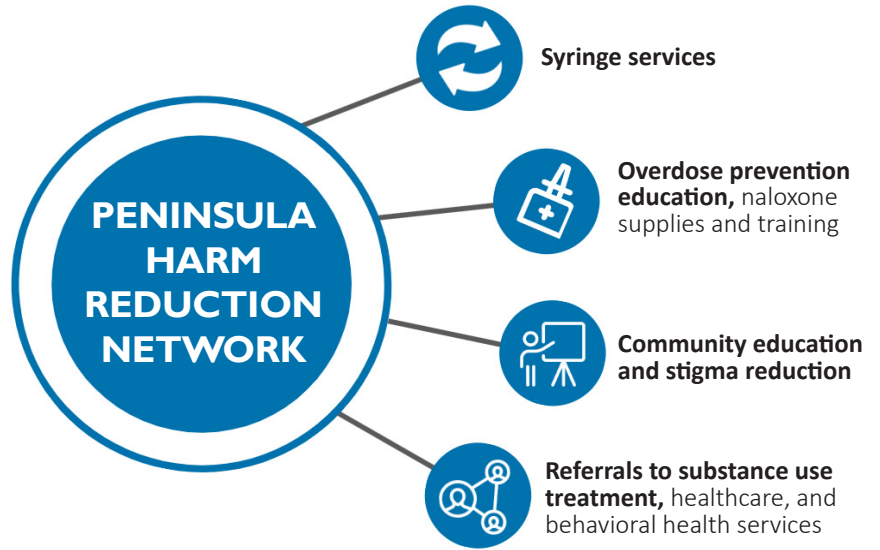 PENINSULA
HARM
REDUCTION
NETWORK
Syringe services
Overdose prevention
education, naloxone
supplies and training
Community education
and stigma reduction
Referrals to substance use
treatment, healthcare, and
behavioral health services